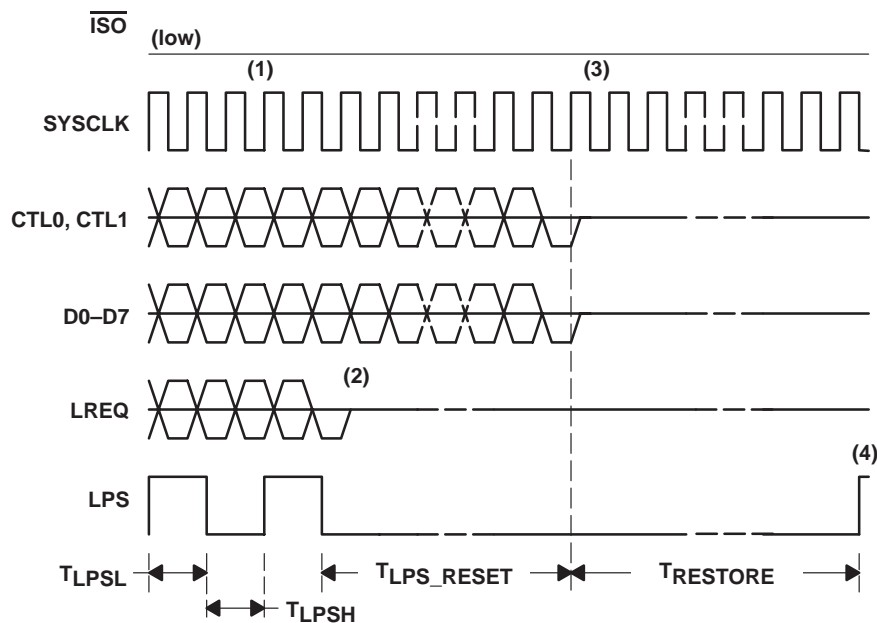 ISO
(low)
(1) (3)
SYSCLK
CTL0, CTL1
D0–D7
(2)
LREQ
(4)
LPS
TLPSL TLPS_RESET TRESTORE
TLPSH